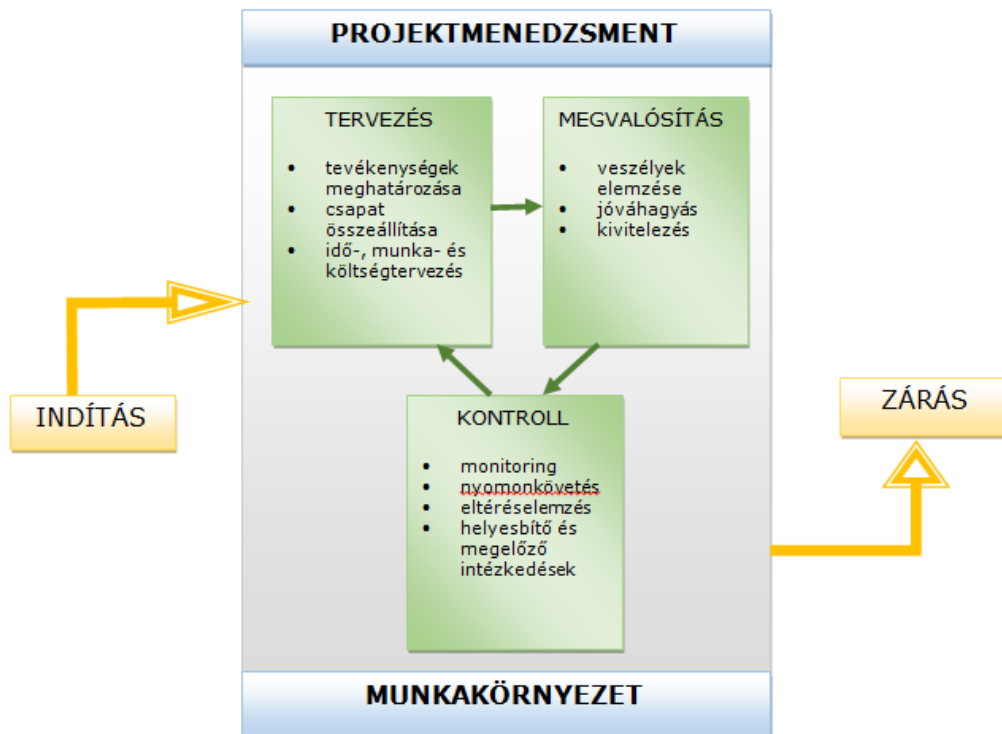 PROJEKTMENEDZSMENT
TERVEZÉS
• tevékenységek
meghatározása
• csapat
összeállítása
• idő-, munka- és
költségtervezés
MEGVALÓSÍTÁS
• veszélyek
elemzése
• jóváhagyás
• kivitelezés
INDÍTÁS
KONTROLL
• monitoring
• nyomonkövetés
• eltéréselemzés
• helyesbítő és
megelőző
intézkedések
ZÁRÁS
MUNKAKÖRNYEZET